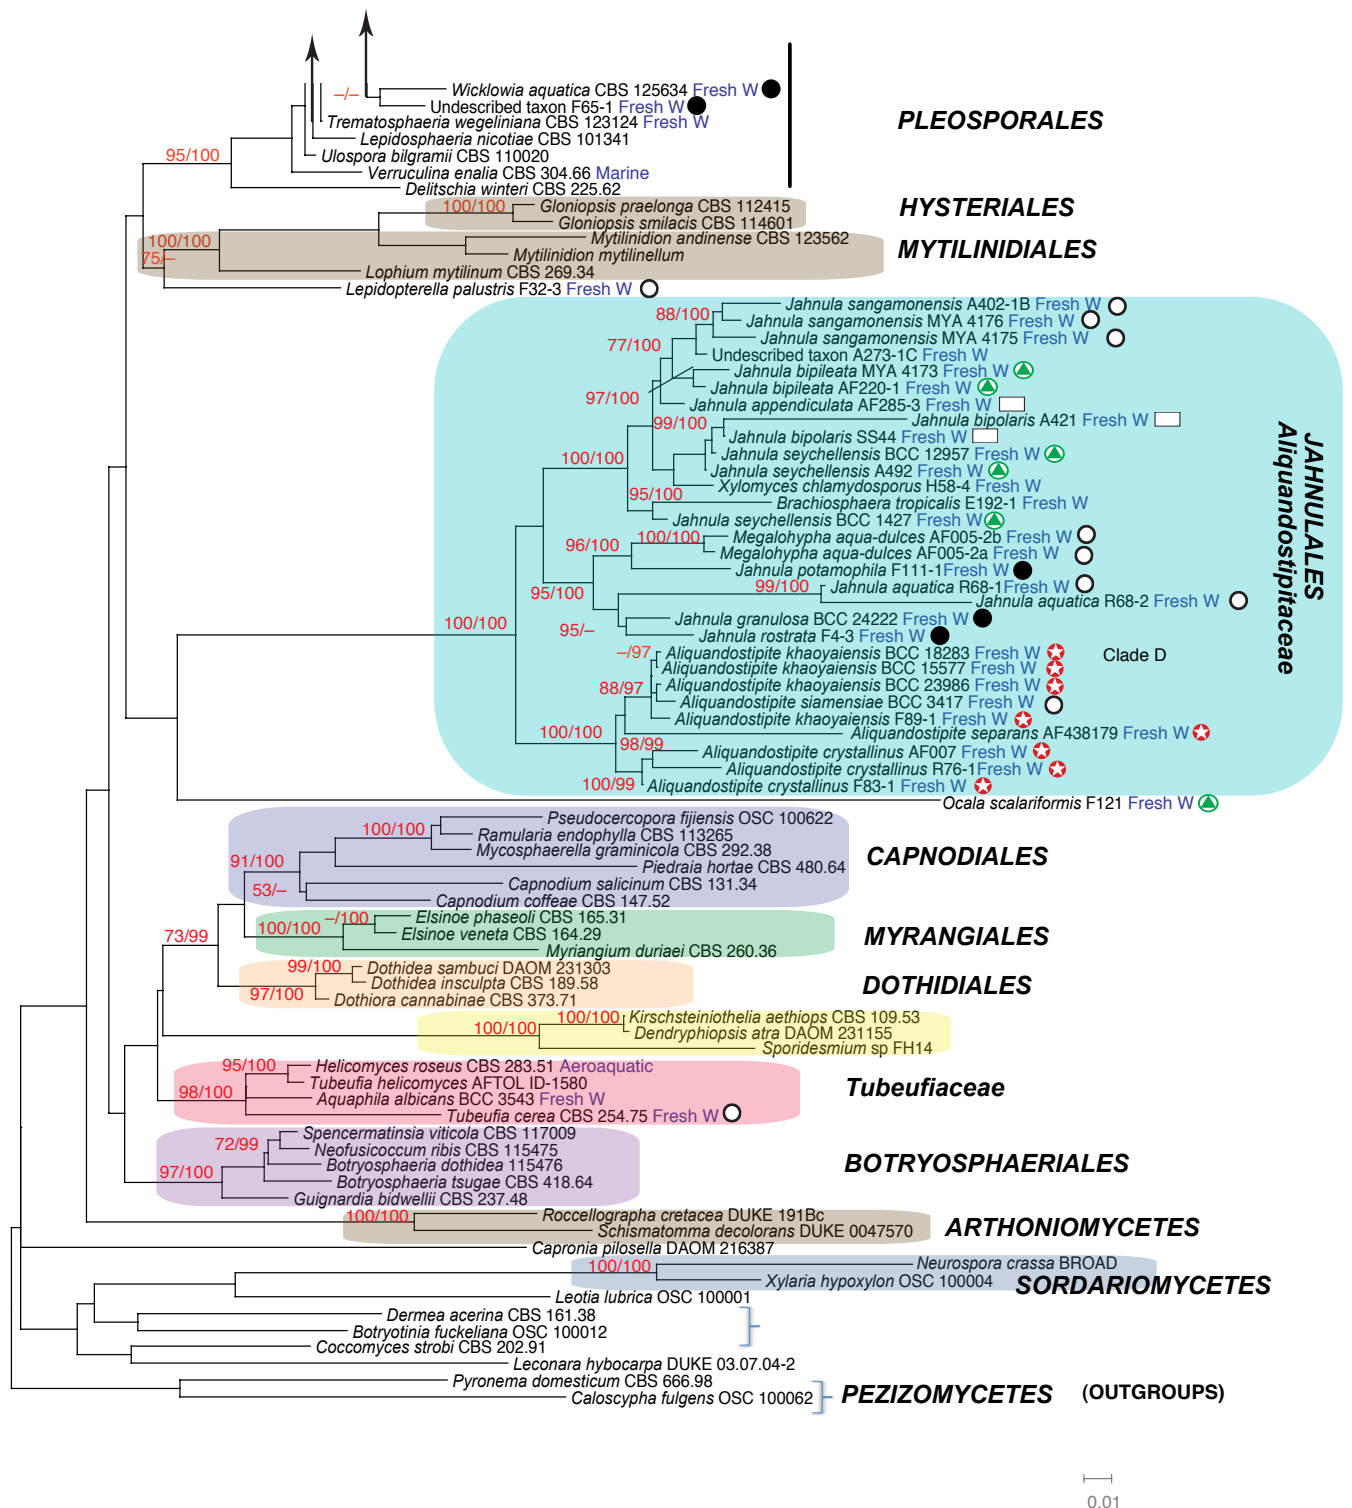 Wicklowia aquatica CBS 125634 Fresh W
–/–
Undescribed taxon F65-1 Fresh W
Trematosphaeria wegeliniana CBS 123124 Fresh W
PLEOSPORALES
Lepidosphaeria nicotiae CBS 101341
95/100
Ulospora bilgramii CBS 110020
Verruculina enalia CBS 304.66 Marine
Delitschia winteri CBS 225.62
100/100
Gloniopsis praelonga CBS 112415
HYSTERIALES
Gloniopsis smilacis CBS 114601
100/100
Mytilinidion andinense CBS 123562
MYTILINIDIALES
75/–
Mytilinidion mytilinellum
Lophium mytilinum CBS 269.34
Lepidopterella palustris F32-3 Fresh W
Jahnula sangamonensis A402-1B Fresh W
88/100
Jahnula sangamonensis MYA 4176 Fresh W
Jahnula sangamonensis MYA 4175 Fresh W
77/100
Undescribed taxon A273-1C Fresh W
Jahnula bipileata MYA 4173 Fresh W
Jahnula bipileata AF220-1 Fresh W
97/100
Jahnula appendiculata AF285-3 Fresh W
99/100
Jahnula bipolaris A421 Fresh W
Jahnula bipolaris SS44 Fresh W
Jahnula seychellensis BCC 12957 Fresh W
100/100
Jahnula seychellensis A492 Fresh W
Xylomyces chlamydosporus H58-4 Fresh W
95/100
Brachiosphaera tropicalis E192-1 Fresh W
Jahnula seychellensis BCC 1427 Fresh W
JAHNULALES
Aliquandostipitaceae
100/100
Megalohypha aqua-dulces AF005-2b Fresh W
96/100
Megalohypha aqua-dulces AF005-2a Fresh W
Jahnula potamophila F111-1Fresh W
99/100
Jahnula aquatica R68-1Fresh W
95/100
Jahnula aquatica R68-2 Fresh W
Jahnula granulosa BCC 24222 Fresh W
100/100
95/–
Jahnula rostrata F4-3 Fresh W
–/97
Aliquandostipite khaoyaiensis BCC 18283 Fresh W
Clade D
Aliquandostipite khaoyaiensis BCC 15577 Fresh W
88/97
Aliquandostipite khaoyaiensis BCC 23986 Fresh W
Aliquandostipite siamensiae BCC 3417 Fresh W
Aliquandostipite khaoyaiensis F89-1 Fresh W
100/100
Aliquandostipite separans AF438179 Fresh W
98/99
Aliquandostipite crystallinus AF007 Fresh W
Aliquandostipite crystallinus R76-1Fresh W
100/99
Aliquandostipite crystallinus F83-1 Fresh W
Ocala scalariformis F121 Fresh W
Pseudocercopora fijiensis OSC 100622
100/100
Ramularia endophylla CBS 113265
Mycosphaerella graminicola CBS 292.38
CAPNODIALES
91/100
Piedraia hortae CBS 480.64
53/–
Capnodium salicinum CBS 131.34
Capnodium coffeae CBS 147.52
–/100
Elsinoe phaseoli CBS 165.31
100/100
Elsinoe veneta CBS 164.29
MYRANGIALES
73/99
Myriangium duriaei CBS 260.36
99/100
Dothidea sambuci DAOM 231303
Dothidea insculpta CBS 189.58
DOTHIDIALES
97/100
Dothiora cannabinae CBS 373.71
100/100
Kirschsteiniothelia aethiops CBS 109.53
100/100
Dendryphiopsis atra DAOM 231155
Sporidesmium sp FH14
95/100
Helicomyces roseus CBS 283.51 Aeroaquatic
Tubeufia helicomyces AFTOL ID-1580
Tubeufiaceae
98/100
Aquaphila albicans BCC 3543 Fresh W
Tubeufia cerea CBS 254.75 Fresh W
Spencermatinsia viticola CBS 117009
72/99
Neofusicoccum ribis CBS 115475
Botryosphaeria dothidea 115476
BOTRYOSPHAERIALES
97/100
Botryosphaeria tsugae CBS 418.64
Guignardia bidwellii CBS 237.48
100/100
Roccellographa cretacea DUKE 191Bc
Schismatomma decolorans DUKE 0047570
ARTHONIOMYCETES
Capronia pilosella DAOM 216387
100/100
Neurospora crassa BROAD
Xylaria hypoxylon OSC 100004
SORDARIOMYCETES
Leotia lubrica OSC 100001
Dermea acerina CBS 161.38
Botryotinia fuckeliana OSC 100012
Coccomyces strobi CBS 202.91
Leconara hybocarpa DUKE 03.07.04-2
Pyronema domesticum CBS 666.98
Caloscypha fulgens OSC 100062
PEZIZOMYCETES (OUTGROUPS)
0.01